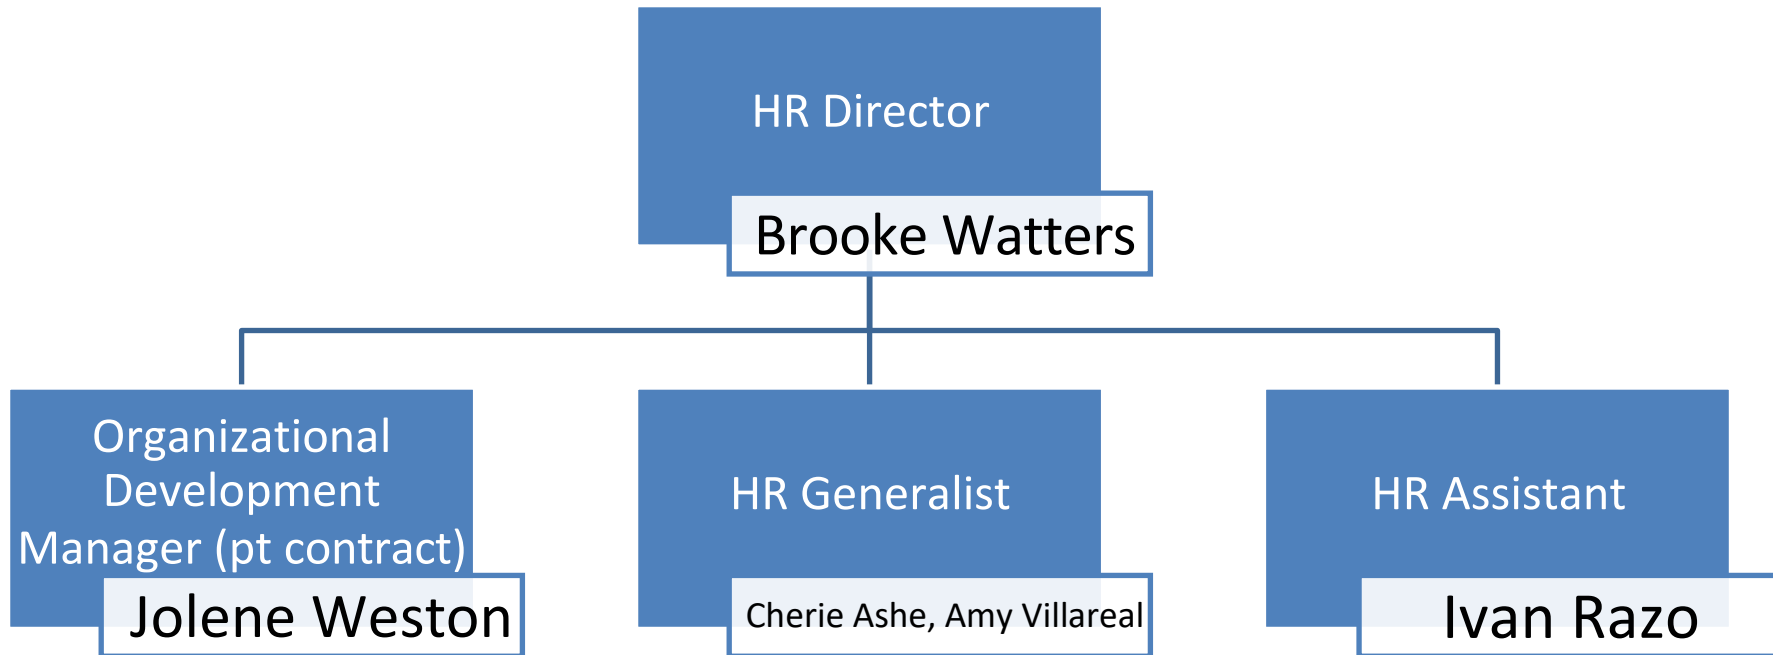 HR Director
Brooke Watters
Organizational
Development
Manager (pt contract)
Jolene Weston
HR Generalist
Cherie Ashe, Amy Villareal
HR Assistant
Ivan Razo